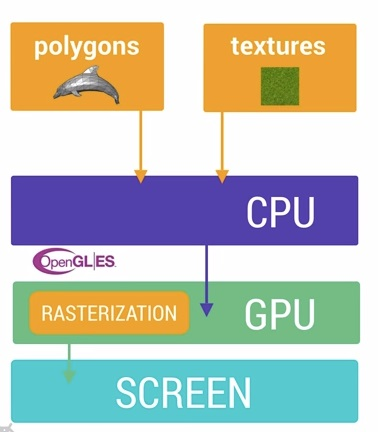 polygons
textures
CPU
OpenGL|ES.
RASTERIZATION
GPU
SCREEN